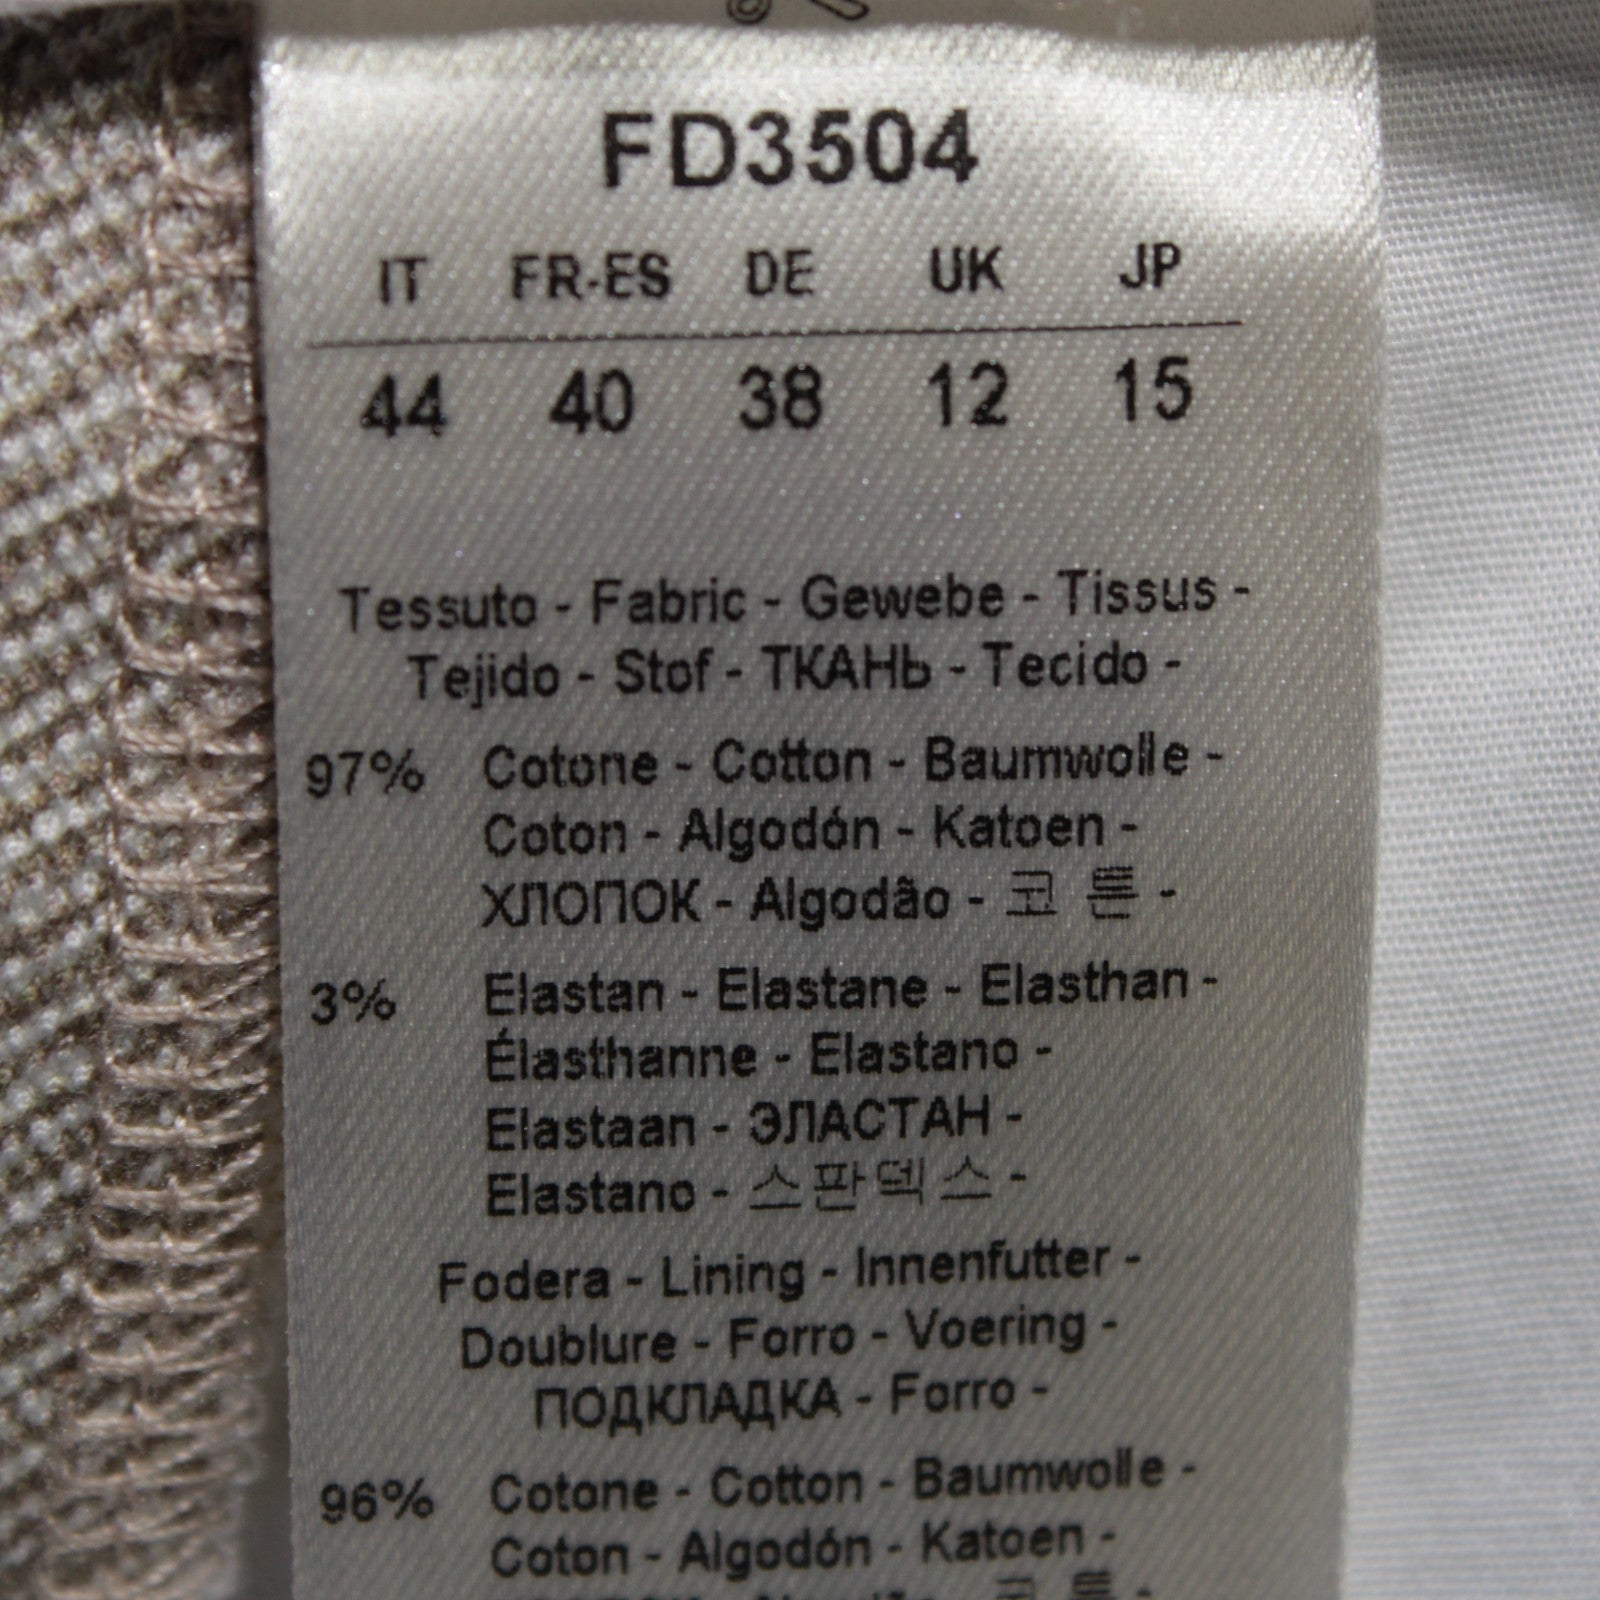 FD3504
IT FR-ES DE UK JP
44 40 38 12 15
Tessuto - Fabric - Gewebe - Tissus -
Tejido - Stof - ТКАНЬ - Tecido -
97% Cotone - Cotton - Baumwolle -
Coton - Algodón - Katoen -
ХЛОПОК - Algodão - 코 튼 -
3% Elastan - Elastane - Elasthan -
Élasthanne - Elastano -
Elastaan - ЭЛАСТАН -
Elastano - 스판덱스 -
Fodera - Lining - Innenfutter -
Doublure - Forro - Voering -
ПОДКЛАДКА - Forro -
96% Cotone - Cotton - Baumwolle -
Coton - Algodón - Katoen -